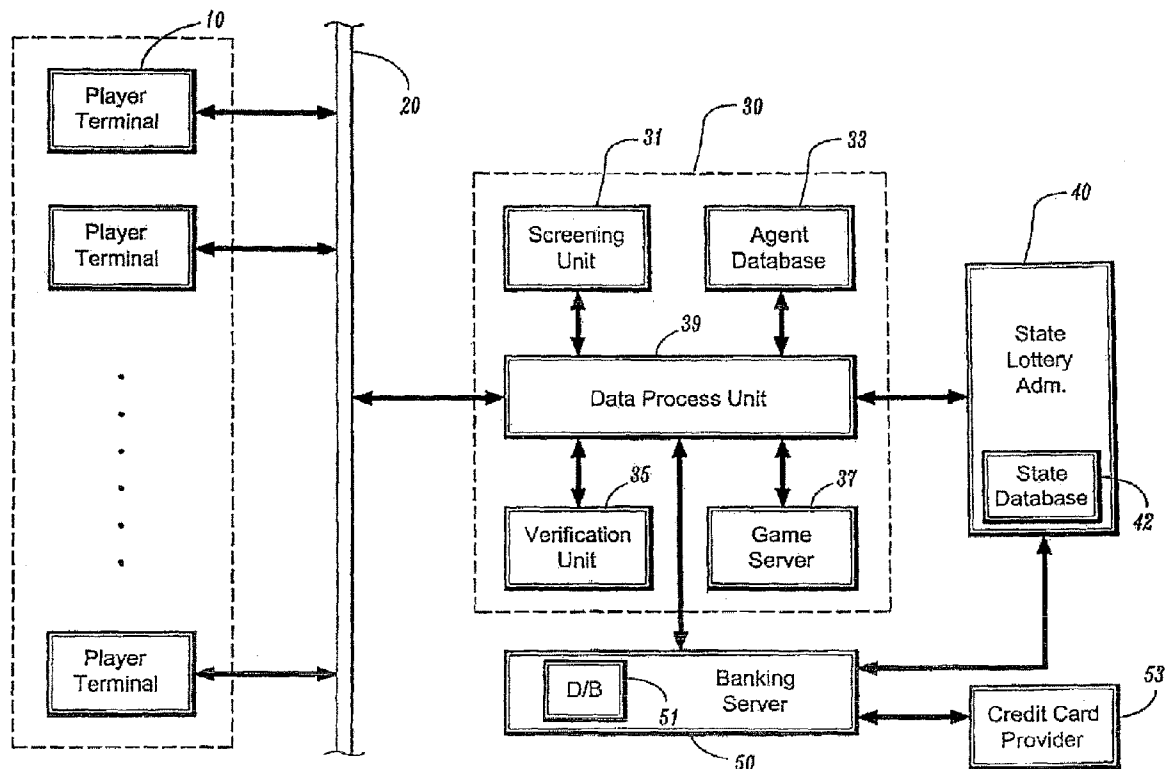 10
Player
Terminal
20
Player
Terminal
Player
Terminal
30
31
Screening
Unit
33
Agent
Database
39
Data Process Unit
35
Verification
Unit
37
Game
Server
40
State
Lottery
Adm.
State
Database
42
D/B
51
Banking
Server
50
53
Credit Card
Provider